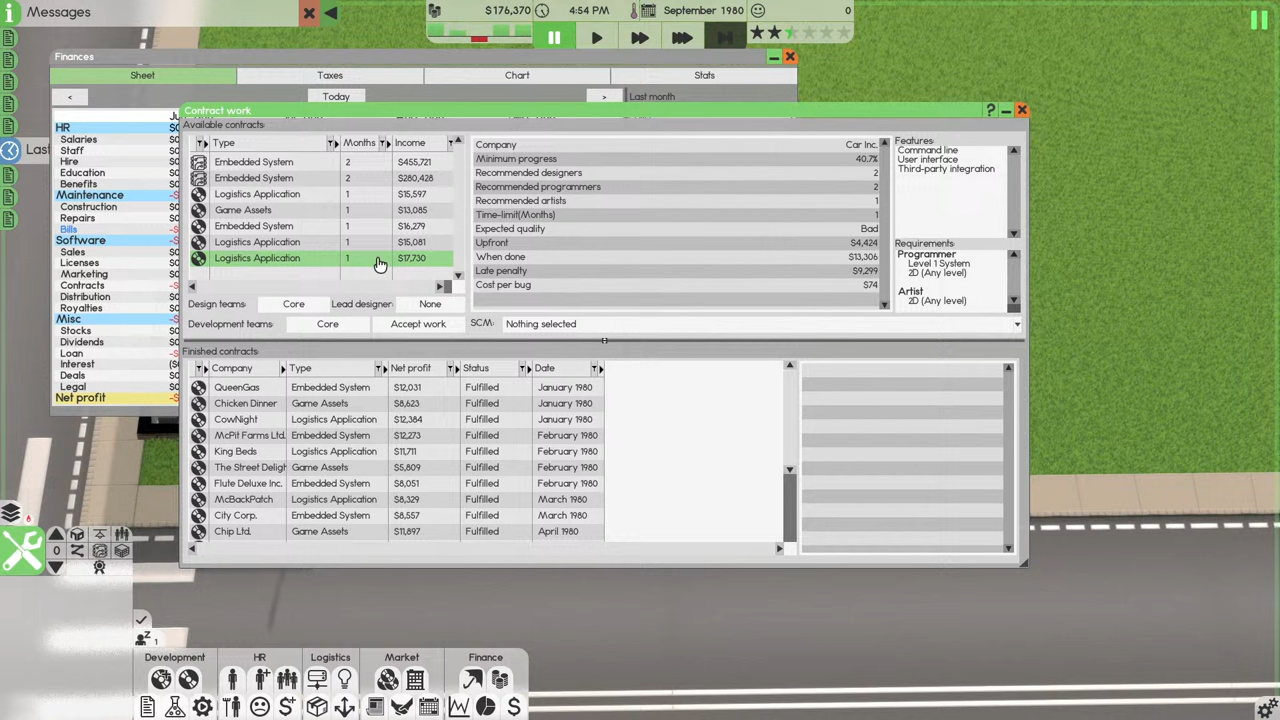 Messages
$176,370
4:54 PM
September 1980
0
Finances
Sheet
Taxes
Chart
Stats
<
Today
>
Last month
Contract work
?
Available contracts:
Type
Months
Income
Embedded System 2 $455,721
Embedded System 2 $280,428
Logistics Application 1 $15,597
Game Assets 1 $13,085
Embedded System 1 $16,279
Logistics Application 1 $15,081
Logistics Application 1 $17,730
Company Car Inc.
Minimum progress 40.7%
Recommended designers 2
Recommended programmers 2
Recommended artists 1
Time-limit(Months) 1
Expected quality Bad
Upfront $4,424
When done $13,306
Late penalty $9,299
Cost per bug $74
Features:
Command line
User interface
Third-party integration
Requirements:
Programmer
Level 1 System
2D (Any level)
Artist
2D (Any level)
Design teams: Core
Lead designer: None
Development teams: Core
Accept work
SCM: Nothing selected
Finished contracts:
Company Type Net profit Status Date
QueenGas Embedded System $12,031 Fulfilled January 1980
Chicken Dinner Game Assets $8,623 Fulfilled January 1980
CowNight Logistics Application $12,384 Fulfilled January 1980
McPit Farms Ltd. Embedded System $12,273 Fulfilled February 1980
King Beds Logistics Application $11,711 Fulfilled February 1980
The Street Deligh Game Assets $5,809 Fulfilled February 1980
Flute Deluxe Inc. Embedded System $8,051 Fulfilled February 1980
McBackPatch Logistics Application $8,329 Fulfilled March 1980
City Corp. Embedded System $8,557 Fulfilled March 1980
Chip Ltd. Game Assets $11,897 Fulfilled April 1980
Last
HR
Salaries
Staff
Hire
Education
Benefits
Maintenance
Construction
Repairs
Bills
Software
Sales
Licenses
Marketing
Contracts
Distribution
Royalties
Misc
Stocks
Dividends
Loan
Interest
Deals
Legal
Net profit
0
1
Development
HR
Logistics
Market
Finance